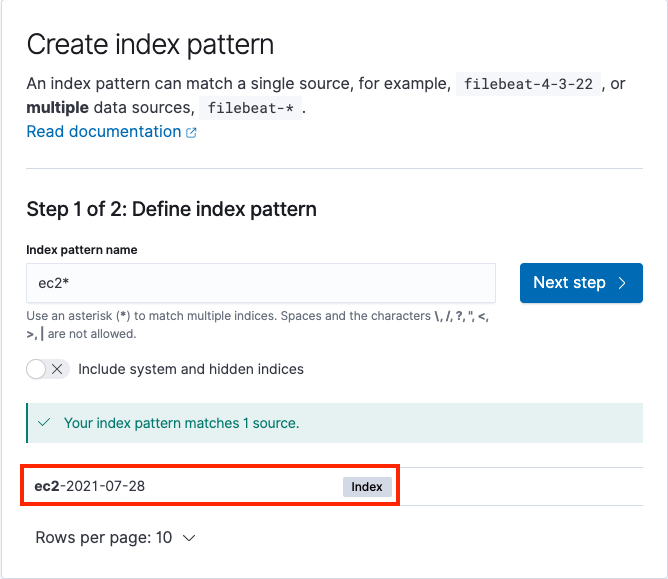 Create index pattern
An index pattern can match a single source, for example, filebeat-4-3-22 , or
multiple data sources, filebeat-* .
Read documentation
Step 1 of 2: Define index pattern
Index pattern name
ec2*
Next step
Use an asterisk (*) to match multiple indices. Spaces and the characters \, /, ?, ", <,
>, | are not allowed.
Include system and hidden indices
Your index pattern matches 1 source.
ec2-2021-07-28 Index
Rows per page: 10